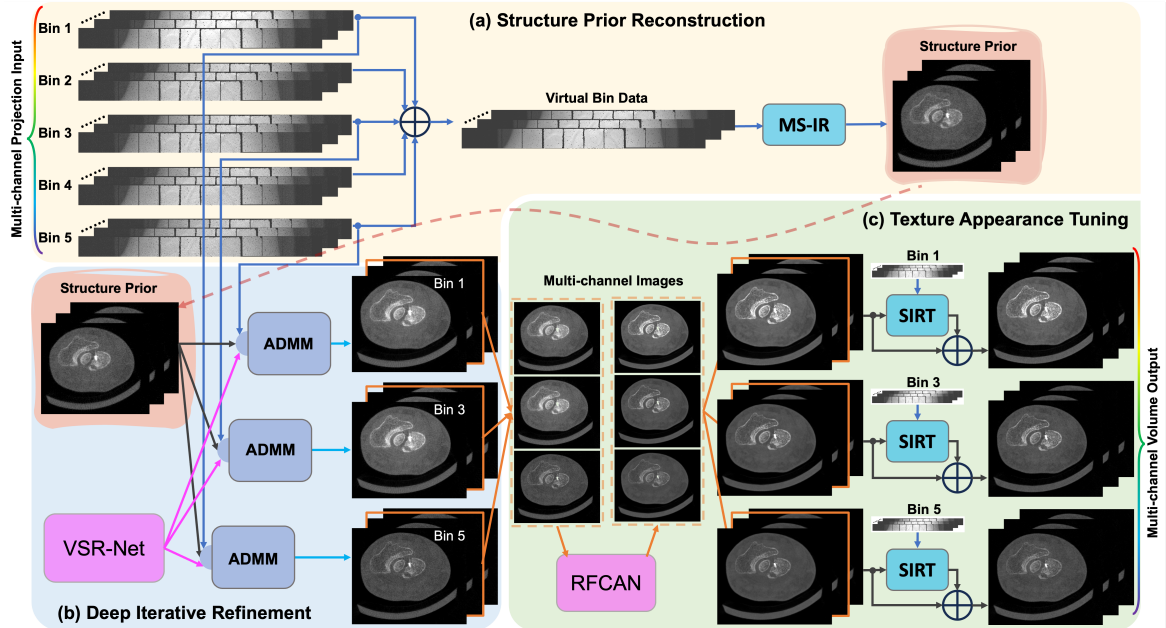 (a) Structure Prior Reconstruction
Multi-channel Projection Input
Bin 1
Bin 2
Bin 3
Bin 4
Bin 5
Virtual Bin Data
MS-IR
Structure Prior
(b) Deep Iterative Refinement
Structure Prior
VSR-Net
ADMM
ADMM
ADMM
Bin 1
Bin 3
Bin 5
(c) Texture Appearance Tuning
Multi-channel Images
RFCAN
Bin 1
SIRT
Bin 3
SIRT
Bin 5
SIRT
Multi-channel Volume Output